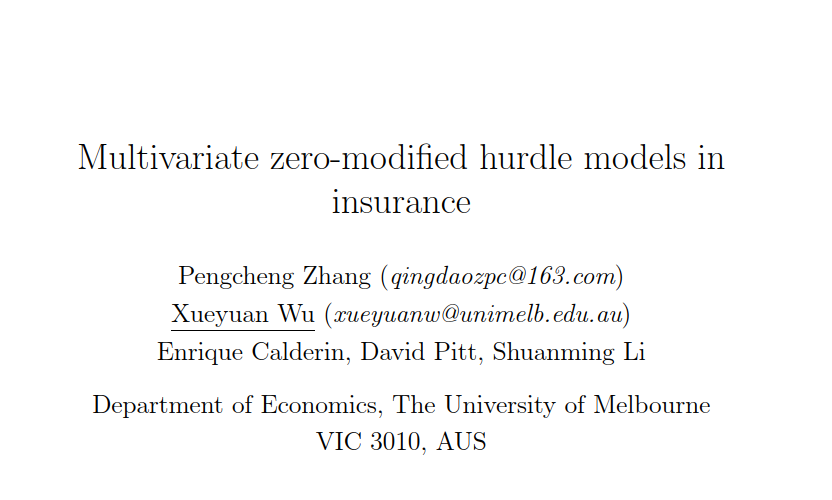 Multivariate zero-modified hurdle models in
insurance
Pengcheng Zhang (qingdaozpc@163.com)
Xueyuan Wu (xueyuanw@unimelb.edu.au)
Enrique Calderin, David Pitt, Shuanming Li
Department of Economics, The University of Melbourne
VIC 3010, AUS